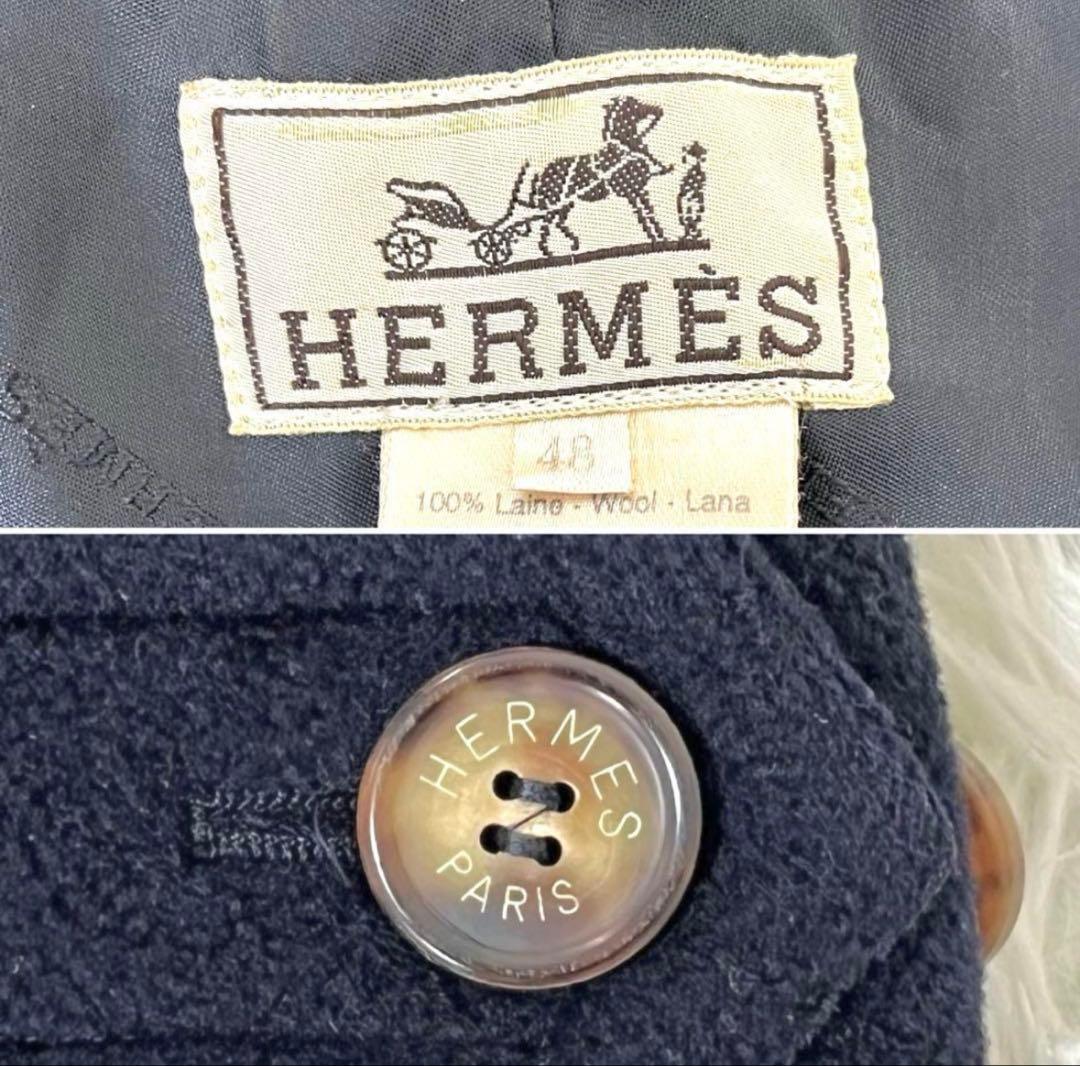 HERMÈS
48
100% Laine - Wool - Lana
HERMES
PARIS